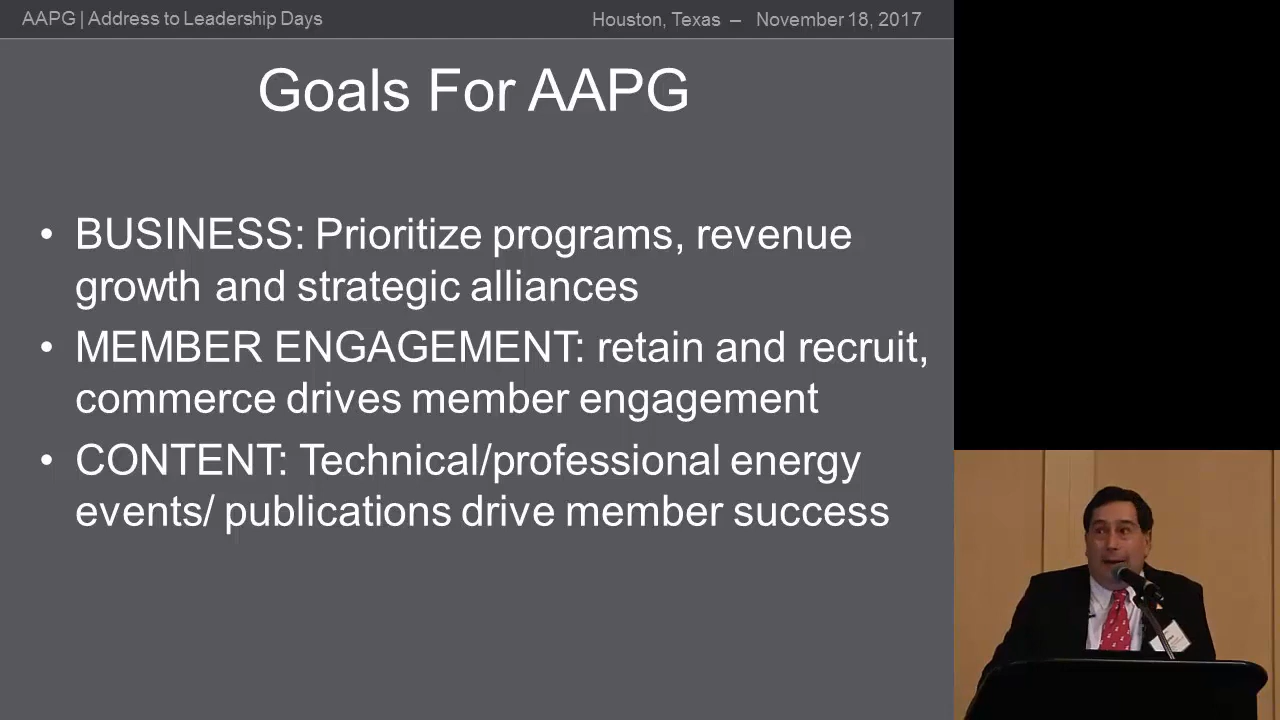 AAPG | Address to Leadership Days
Houston, Texas – November 18, 2017
Goals For AAPG
• BUSINESS: Prioritize programs, revenue
growth and strategic alliances
• MEMBER ENGAGEMENT: retain and recruit,
commerce drives member engagement
• CONTENT: Technical/professional energy
events/ publications drive member success